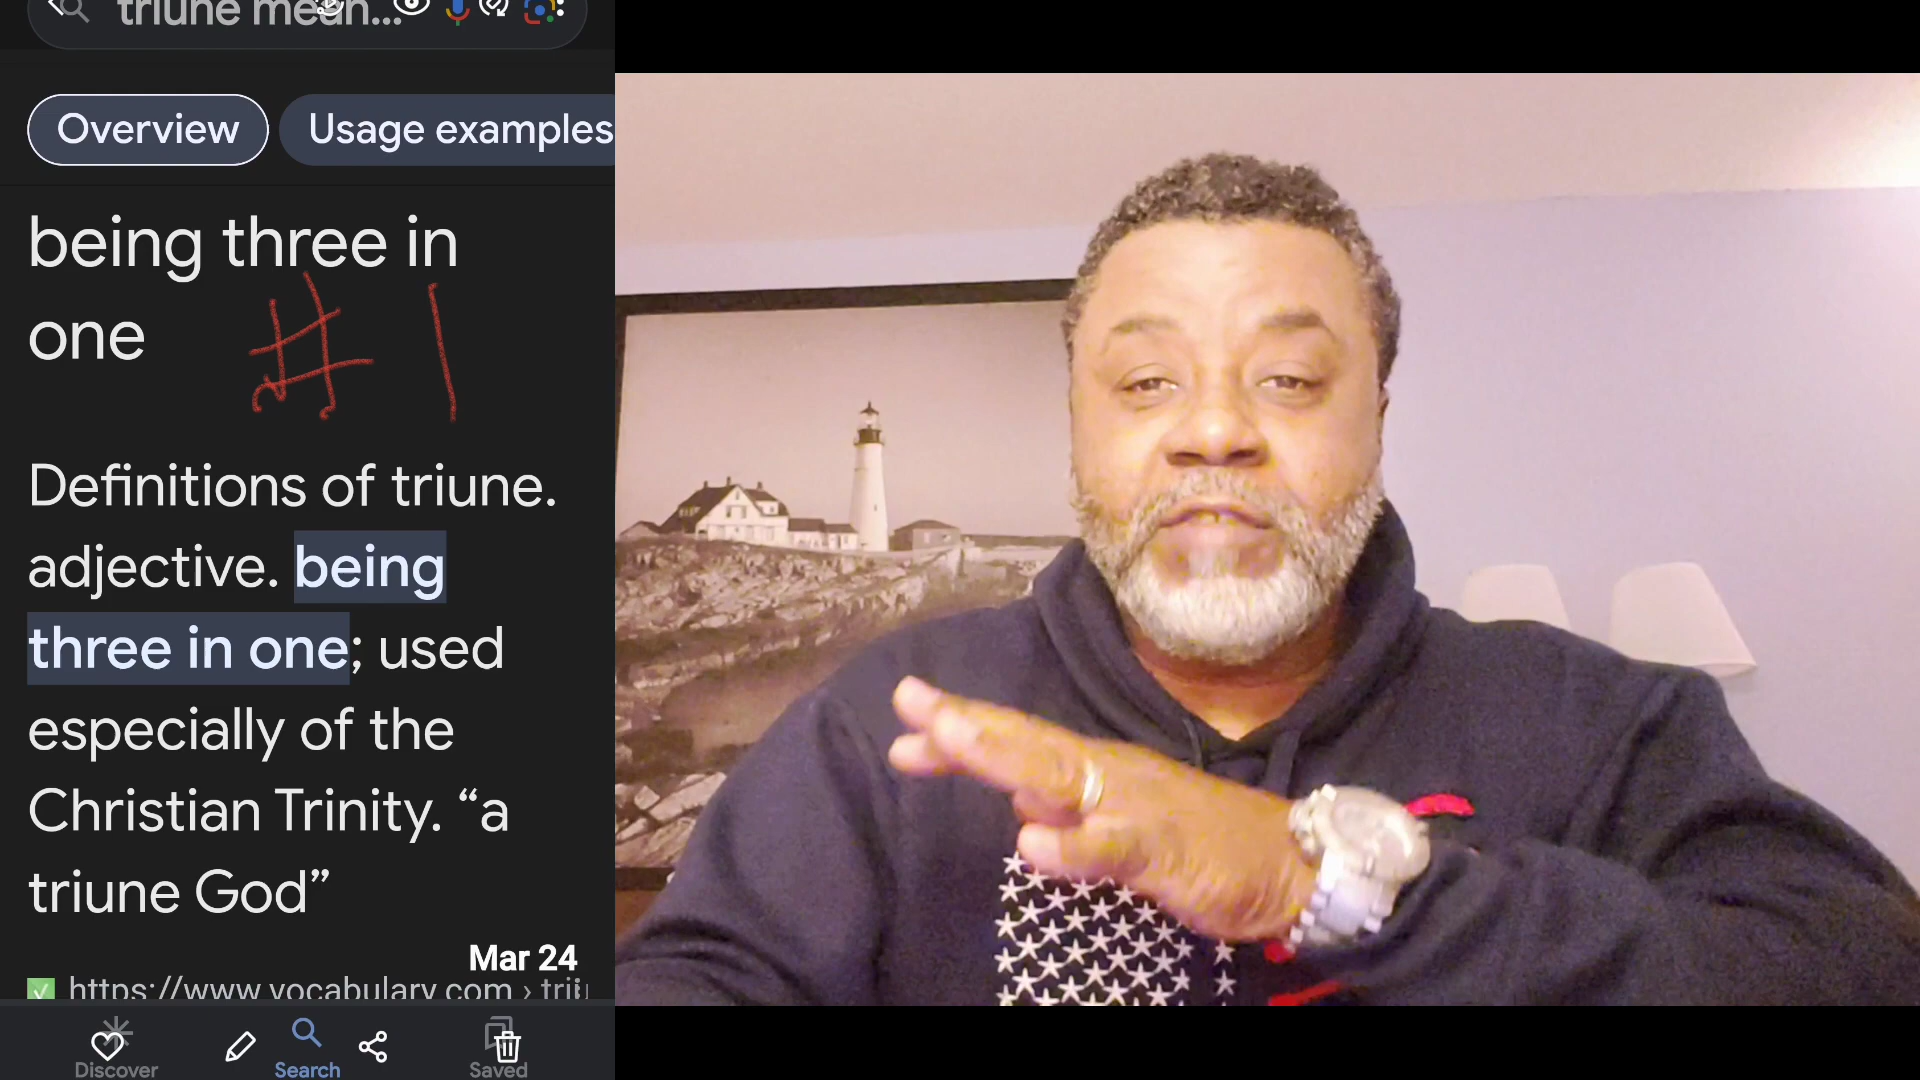 triune mean...
Overview
Usage examples
being three in
one
#1
Definitions of triune.
adjective. being
three in one; used
especially of the
Christian Trinity. “a
triune God”
Mar 24
https://www.vocabulary.com ›
Discover
Search
Saved